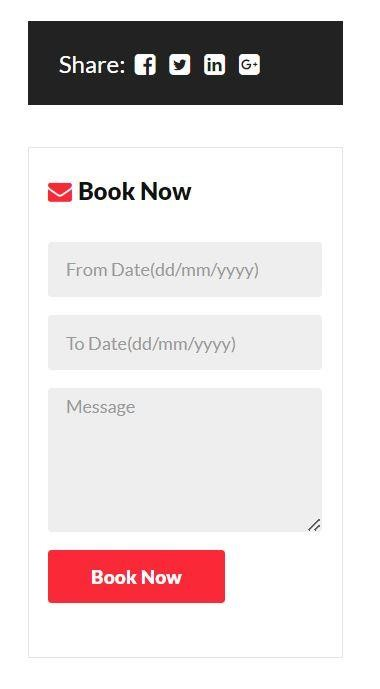 Share:
Book Now
From Date(dd/mm/yyyy)
To Date(dd/mm/yyyy)
Message
Book Now